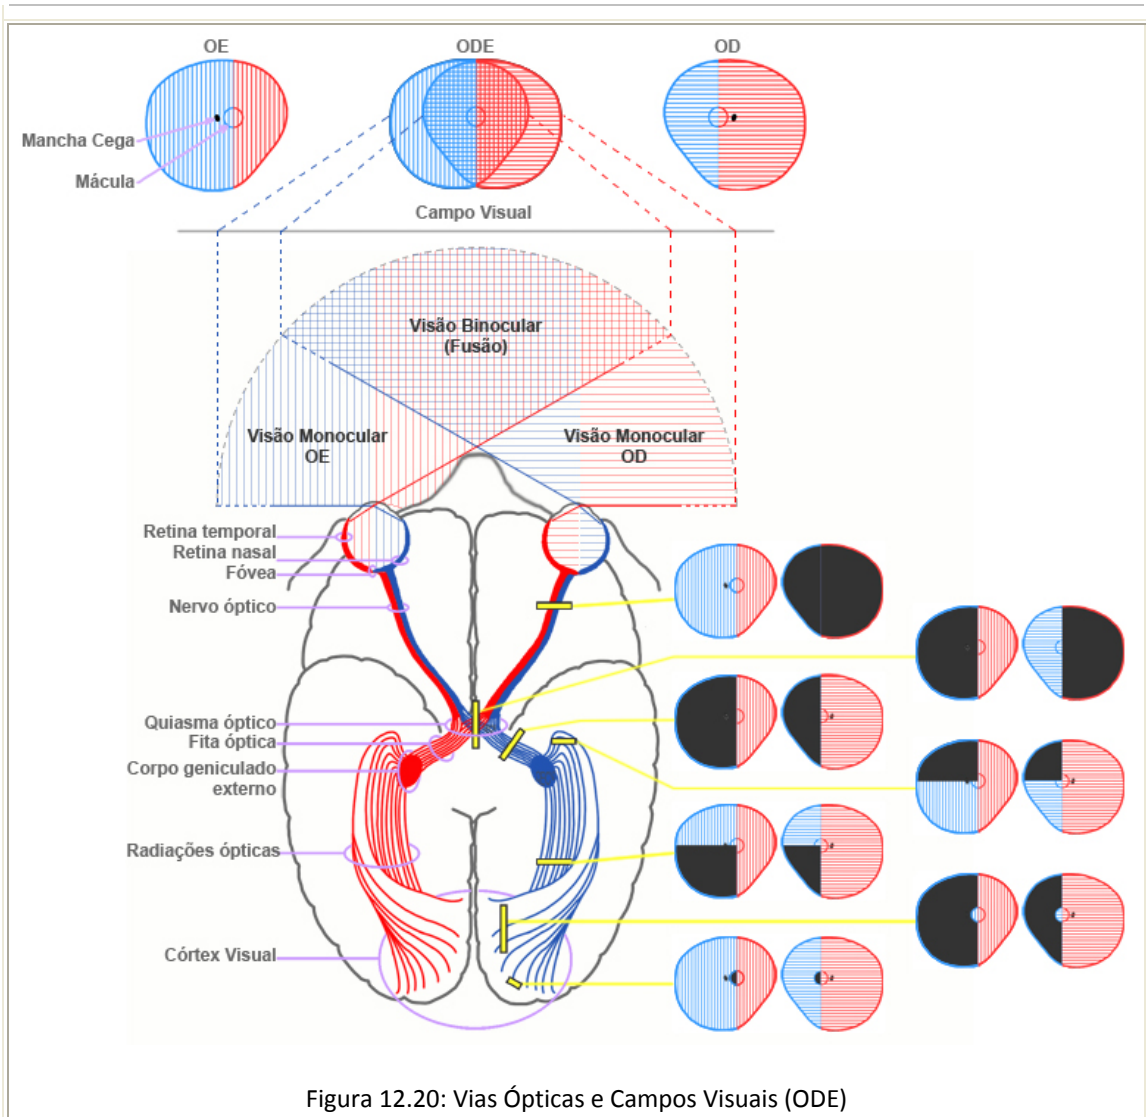 OE
ODE
OD
Mancha Cega
Mácula
Campo Visual
Visão Binocular
(Fusão)
Visão Monocular
OE
Visão Monocular
OD
Retina temporal
Retina nasal
Fóvea
Nervo óptico
Quiasma óptico
Fita óptica
Corpo geniculado
externo
Radiações ópticas
Córtex Visual
Figura 12.20: Vias Ópticas e Campos Visuais (ODE)